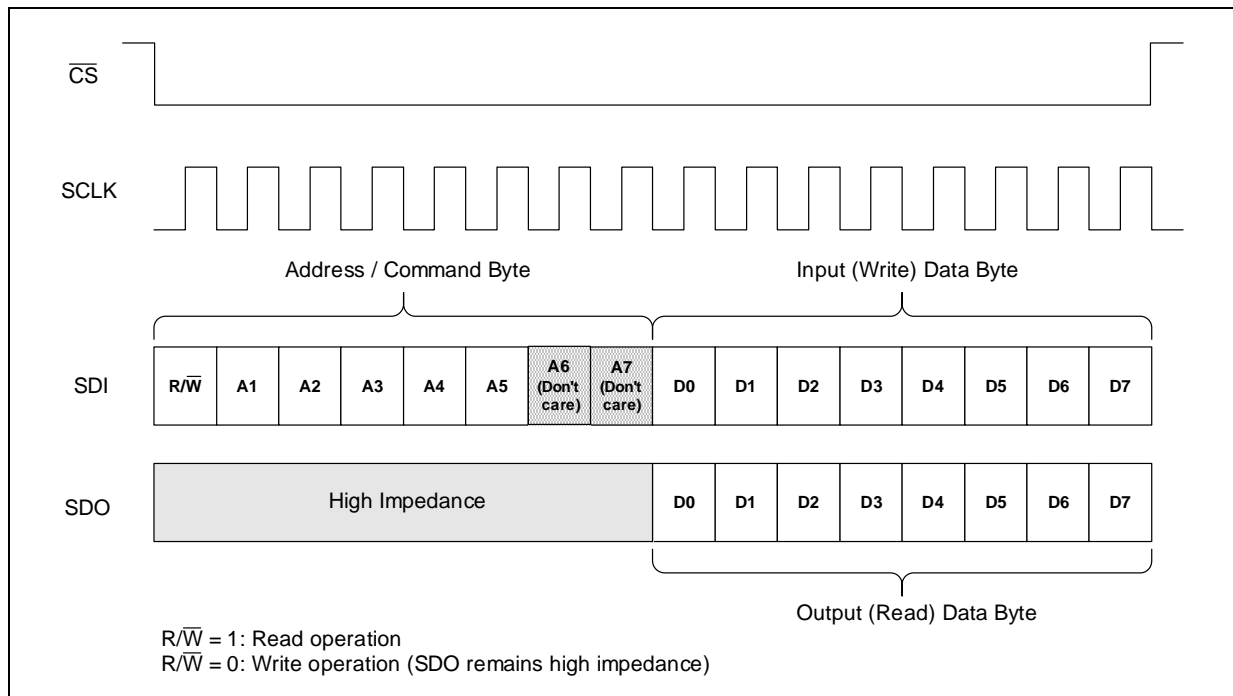 C̅S̅
SCLK
Address / Command Byte
Input (Write) Data Byte
SDI
R/W̅ A1 A2 A3 A4 A5 A6 (Don't care) A7 (Don't care) D0 D1 D2 D3 D4 D5 D6 D7
SDO
High Impedance D0 D1 D2 D3 D4 D5 D6 D7
Output (Read) Data Byte
R/W̅ = 1: Read operation
R/W̅ = 0: Write operation (SDO remains high impedance)